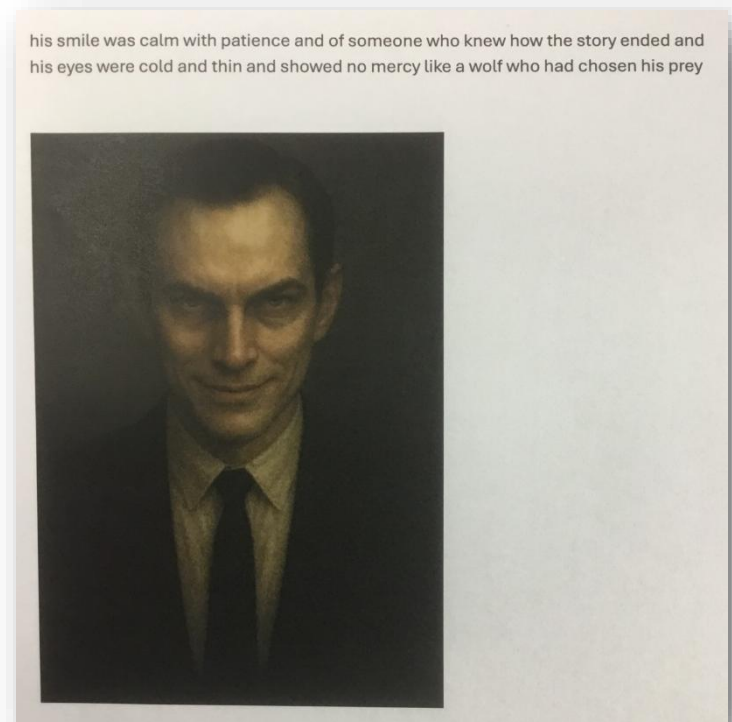 his smile was calm with patience and of someone who knew how the story ended and
his eyes were cold and thin and showed no mercy like a wolf who had chosen his prey